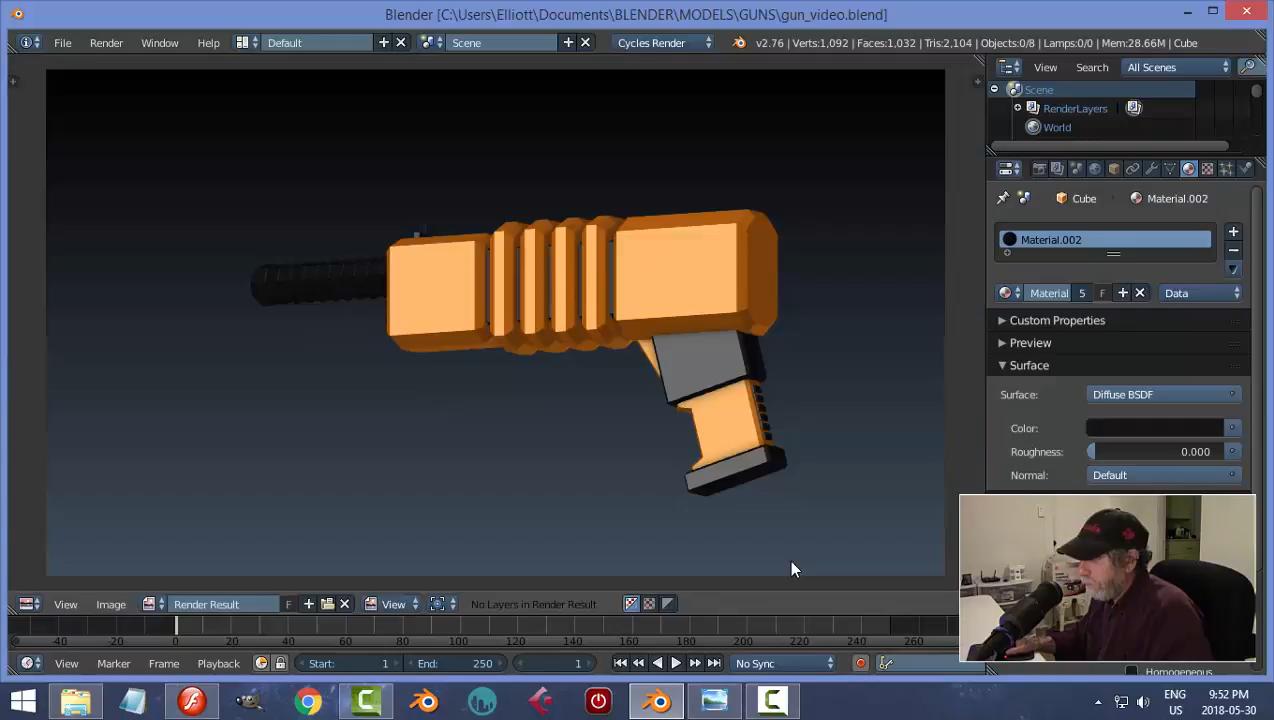 Blender [C:\Users\Elliott\Documents\BLENDER\MODELS\GUNS\gun_video.blend]
File Render Window Help Default Scene Cycles Render v2.76 | Verts:1,092 | Faces:1,032 | Tris:2,104 | Objects:0/8 | Lamps:0/0 | Mem:28.66M | Cube
View Search All Scenes
Scene
RenderLayers
World
Cube Material.002
Material.002
Material 5 F Data
Custom Properties
Preview
Surface
Surface: Diffuse BSDF
Color:
Roughness: 0.000
Normal: Default
View Image Render Result F View No Layers in Render Result
-40 -20 0 20 40 60 80 100 120 140 160 180 200 220 240 260
View Marker Frame Playback Start: 1 End: 250 1 No Sync
Homogeneous
ENG 9:52 PM
US 2018-05-30